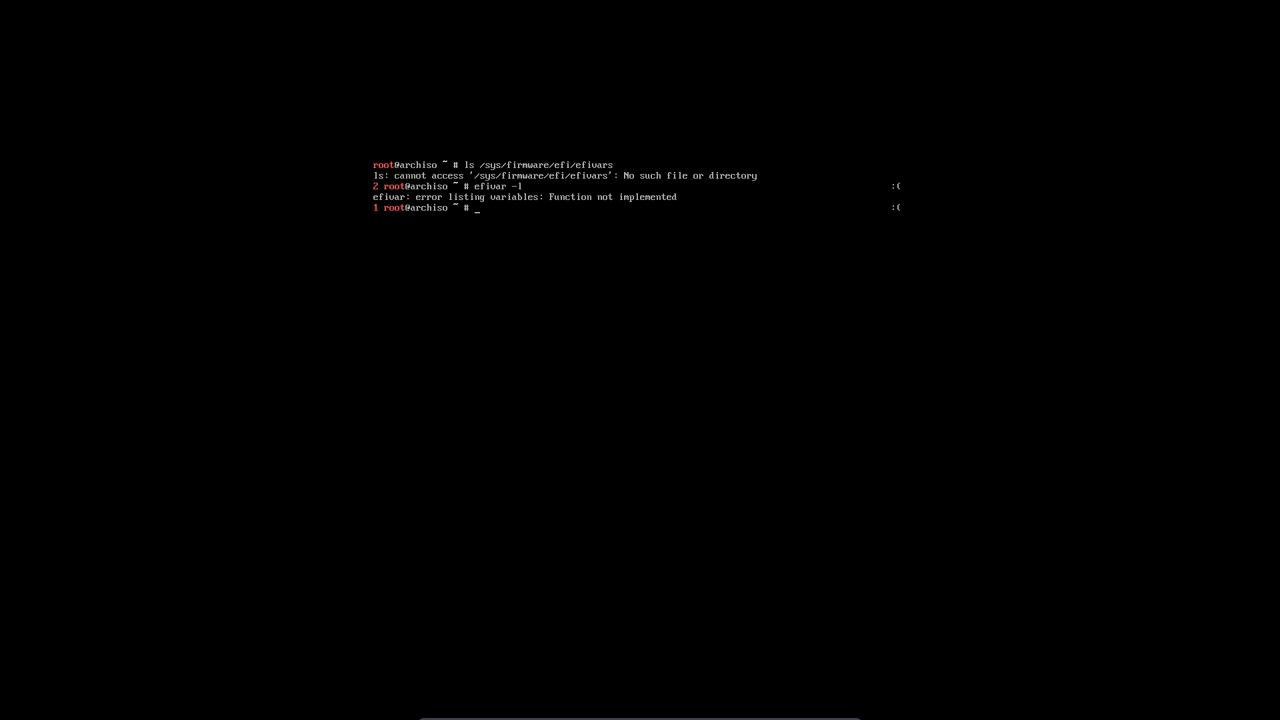 root@archiso ~ # ls /sys/firmware/efi/efivars
ls: cannot access '/sys/firmware/efi/efivars': No such file or directory
2 root@archiso ~ # efivar -l :(
efivar: error listing variables: Function not implemented
1 root@archiso ~ # _ :(